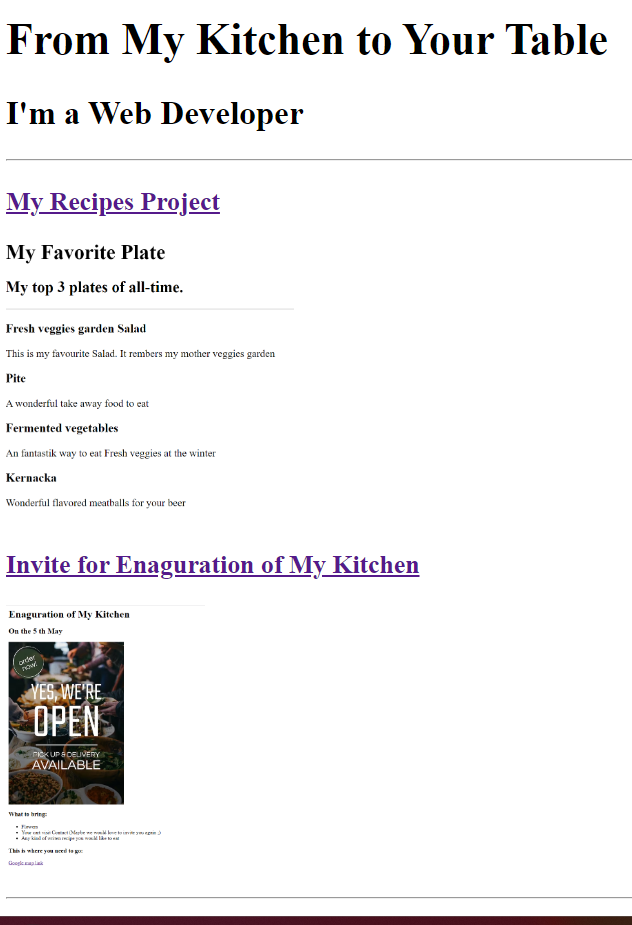 From My Kitchen to Your Table
I'm a Web Developer
My Recipes Project
My Favorite Plate
My top 3 plates of all-time.
Fresh veggies garden Salad
This is my favourite Salad. It rembers my mother veggies garden
Pite
A wonderful take away food to eat
Fermented vegetables
An fantastik way to eat Fresh veggies at the winter
Kernacka
Wonderful flavored meatballs for your beer
Invite for Enaguration of My Kitchen
Enaguration of My Kitchen
On the 5 th May
order
now!
YES, WE'RE
OPEN
PICK UP & DELIVERY
AVAILABLE
What to bring:
Flowers
Your cart visit Contact (Maybe we would love to invite you again ;)
Any kind of writen recipe you would like to eat
This is where you need to go:
Google map link